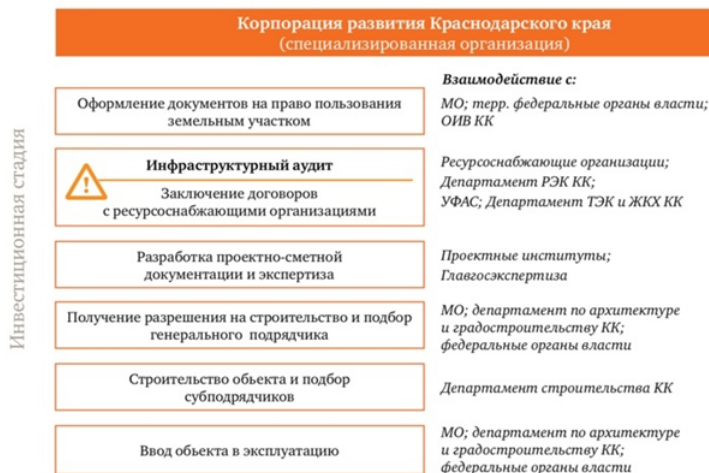 Корпорация развития Краснодарского края
(специализированная организация)
Инвестиционная стадия
Взаимодействие с:
Оформление документов на право пользования
земельным участком
МО; терр. федеральные органы власти;
ОИВ КК
!
Инфраструктурный аудит
Заключение договоров
с ресурсоснабжающими организациями
Ресурсоснабжающие организации;
Департамент РЭК КК;
УФАС; Департамент ТЭК и ЖКХ КК
Разработка проектно-сметной
документации и экспертиза
Проектные институты;
Главгосэкспертиза
Получение разрешения на строительство и подбор
генерального подрядчика
МО; департамент по архитектуре
и градостроительству КК;
федеральные органы власти
Строительство объекта и подбор
субподрядчиков
Департамент строительства КК
Ввод объекта в эксплуатацию
МО; департамент по архитектуре
и градостроительству КК;
федеральные органы власти